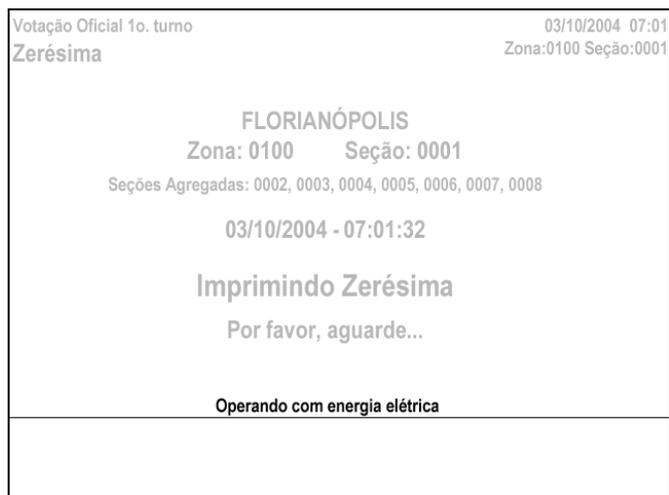 Votação Oficial 1o. turno 03/10/2004 07:01
Zerésima Zona:0100 Seção:0001
FLORIANÓPOLIS
Zona: 0100 Seção: 0001
Seções Agregadas: 0002, 0003, 0004, 0005, 0006, 0007, 0008
03/10/2004 - 07:01:32
Imprimindo Zerésima
Por favor, aguarde...
Operando com energia elétrica